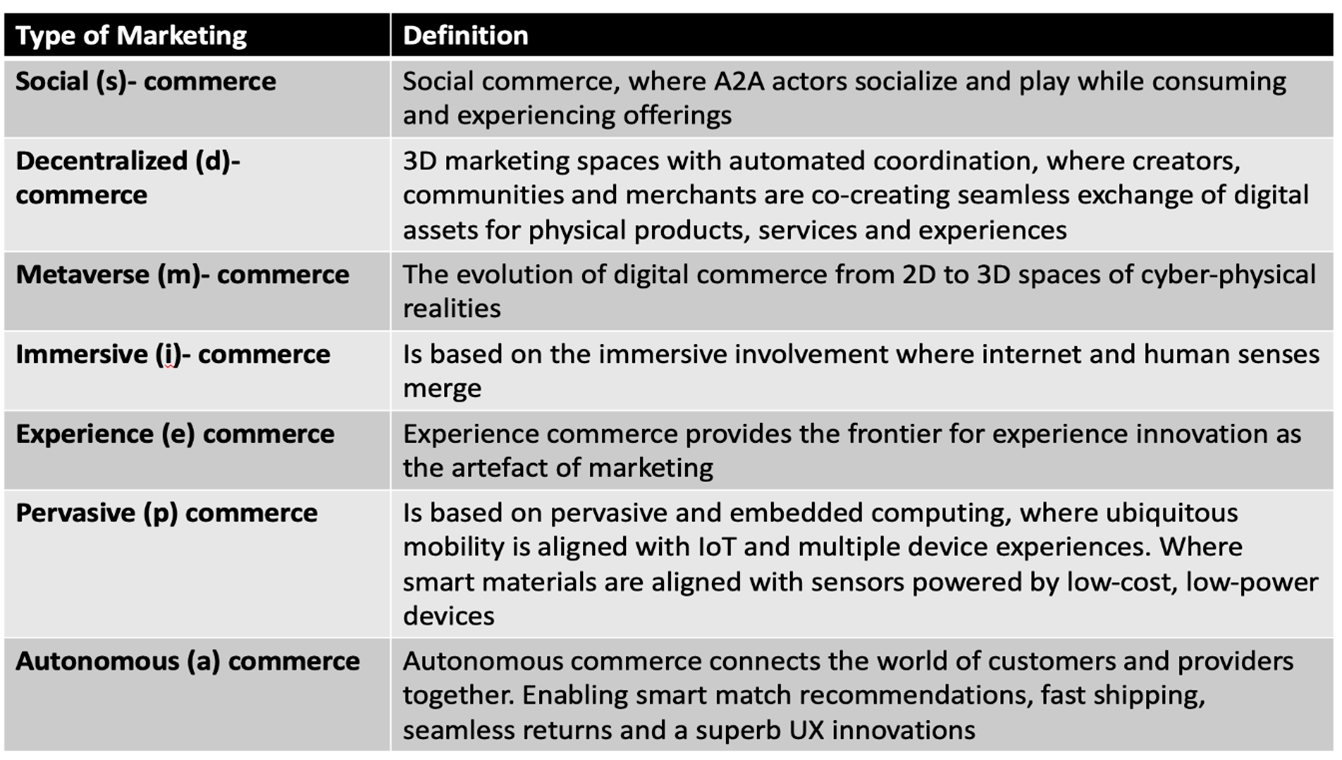 Type of Marketing
Definition
Social (s)- commerce
Social commerce, where A2A actors socialize and play while consuming
and experiencing offerings
Decentralized (d)-
commerce
3D marketing spaces with automated coordination, where creators,
communities and merchants are co-creating seamless exchange of digital
assets for physical products, services and experiences
Metaverse (m)- commerce
The evolution of digital commerce from 2D to 3D spaces of cyber-physical
realities
Immersive (i)- commerce
Is based on the immersive involvement where internet and human senses
merge
Experience (e) commerce
Experience commerce provides the frontier for experience innovation as
the artefact of marketing
Pervasive (p) commerce
Is based on pervasive and embedded computing, where ubiquitous
mobility is aligned with IoT and multiple device experiences. Where
smart materials are aligned with sensors powered by low-cost, low-power
devices
Autonomous (a) commerce
Autonomous commerce connects the world of customers and providers
together. Enabling smart match recommendations, fast shipping,
seamless returns and a superb UX innovations